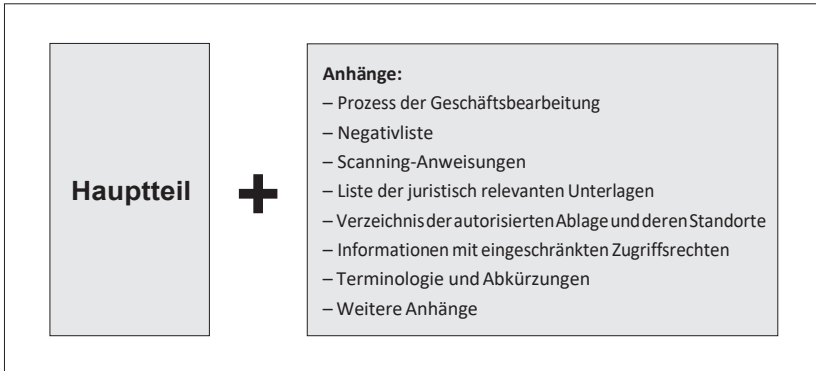 Hauptteil
+
Anhänge:
– Prozess der Geschäftsbearbeitung
– Negativliste
– Scanning-Anweisungen
– Liste der juristisch relevanten Unterlagen
– Verzeichnis der autorisierten Ablage und deren Standorte
– Informationen mit eingeschränkten Zugriffsrechten
– Terminologie und Abkürzungen
– Weitere Anhänge